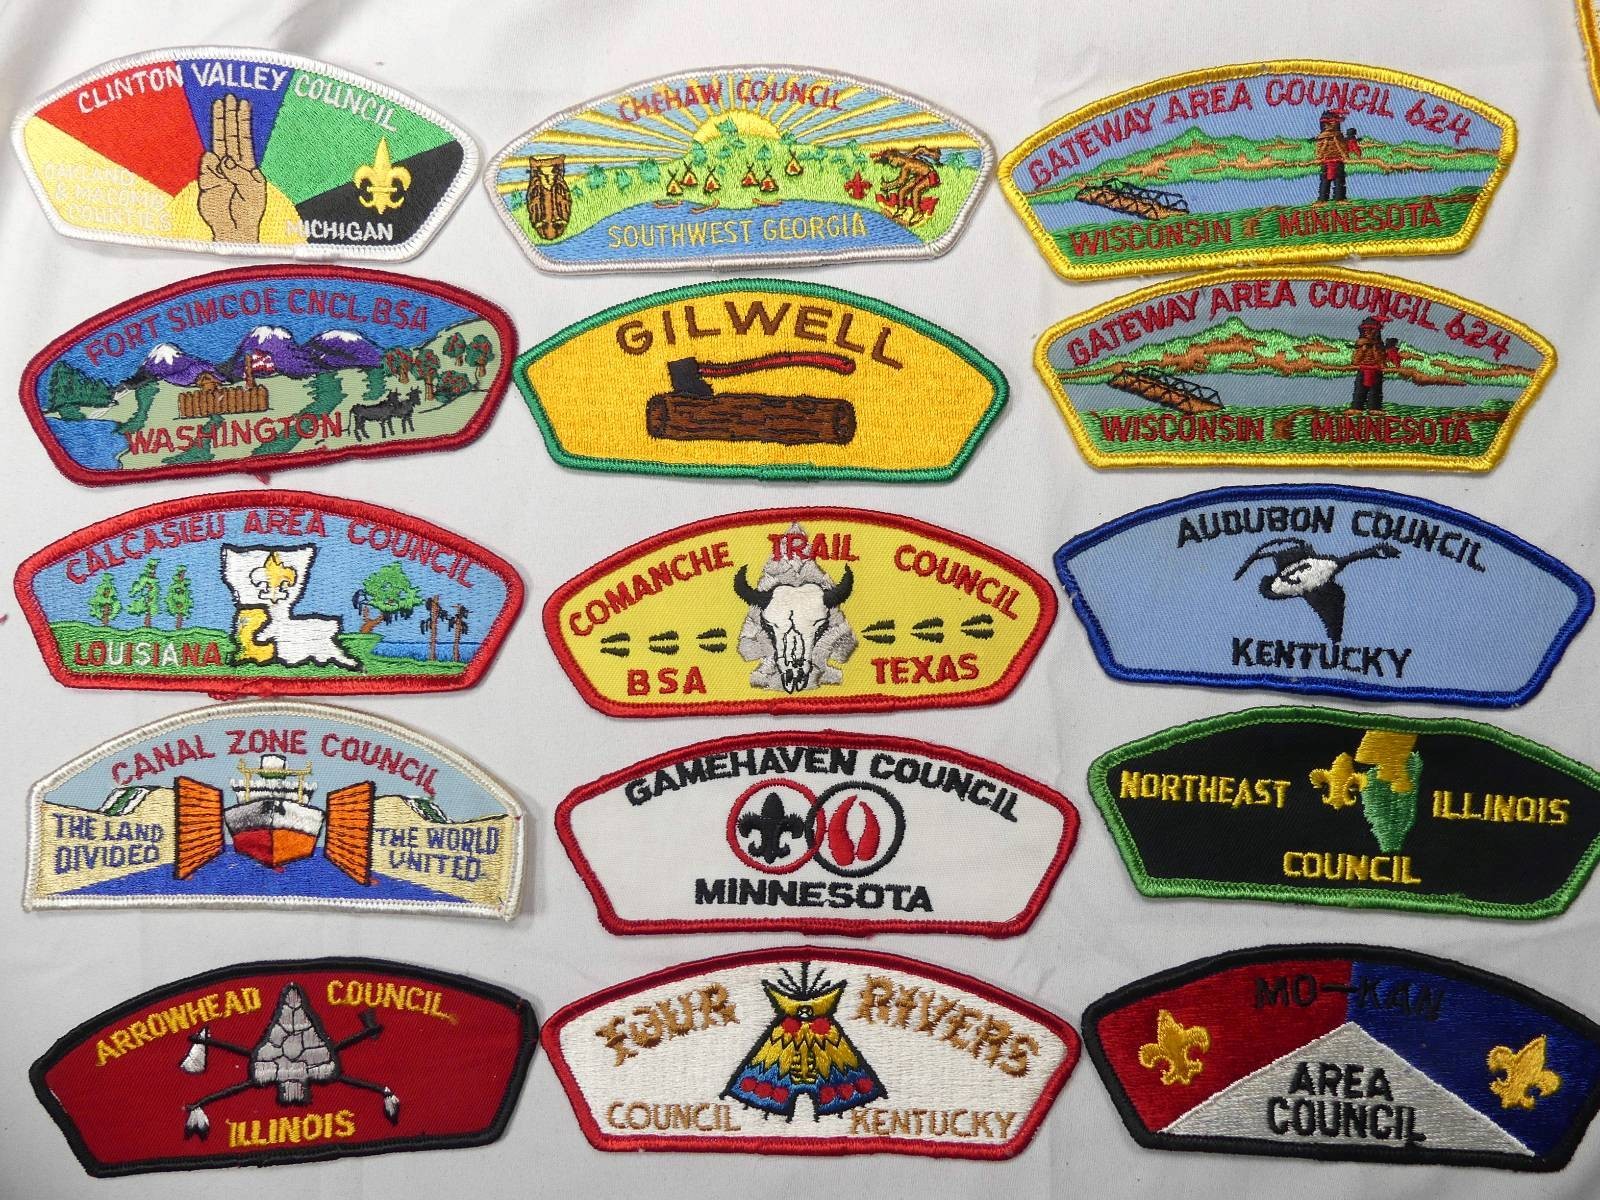 CLINTON VALLEY COUNCIL
OAKLAND
& MACOMB
COUNTIES
MICHIGAN
CHEHAW COUNCIL
SOUTHWEST GEORGIA
GATEWAY AREA COUNCIL 624
WISCONSIN MINNESOTA
FORT SIMCOE CNCL. BSA
WASHINGTON
GILWELL
GATEWAY AREA COUNCIL 624
WISCONSIN MINNESOTA
CALCASIEU AREA COUNCIL
LOUISIANA
COMANCHE TRAIL COUNCIL
BSA TEXAS
AUDUBON COUNCIL
KENTUCKY
CANAL ZONE COUNCIL
THE LAND
DIVIDED
THE WORLD
UNITED
GAMEHAVEN COUNCIL
MINNESOTA
NORTHEAST ILLINOIS
COUNCIL
ARROWHEAD COUNCIL
ILLINOIS
FOUR RIVERS
COUNCIL KENTUCKY
MO-KAN
AREA
COUNCIL